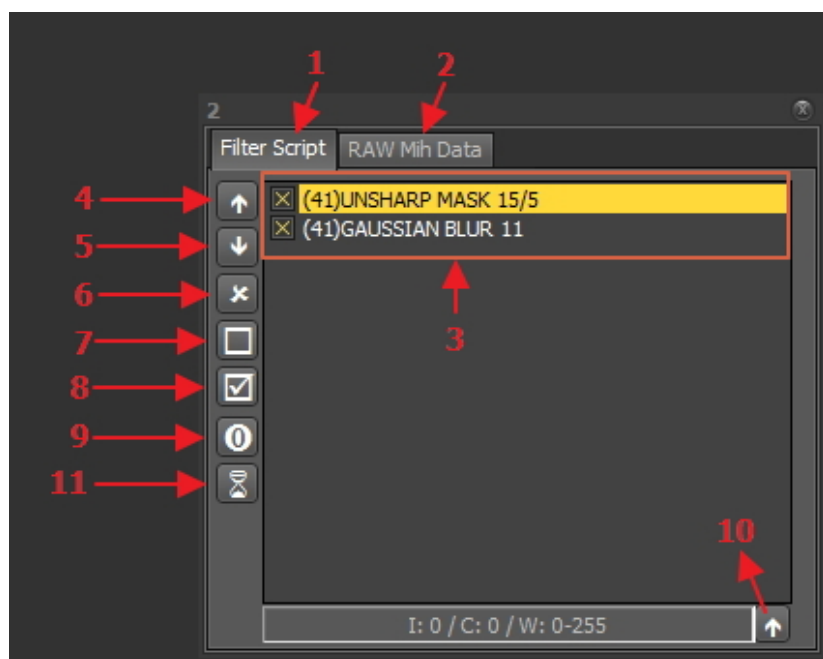 1 2
2
Filter Script RAW Mih Data
4 (41)UNSHARP MASK 15/5
5 (41)GAUSSIAN BLUR 11
6
3
7
8
9
11
10
I: 0 / C: 0 / W: 0-255